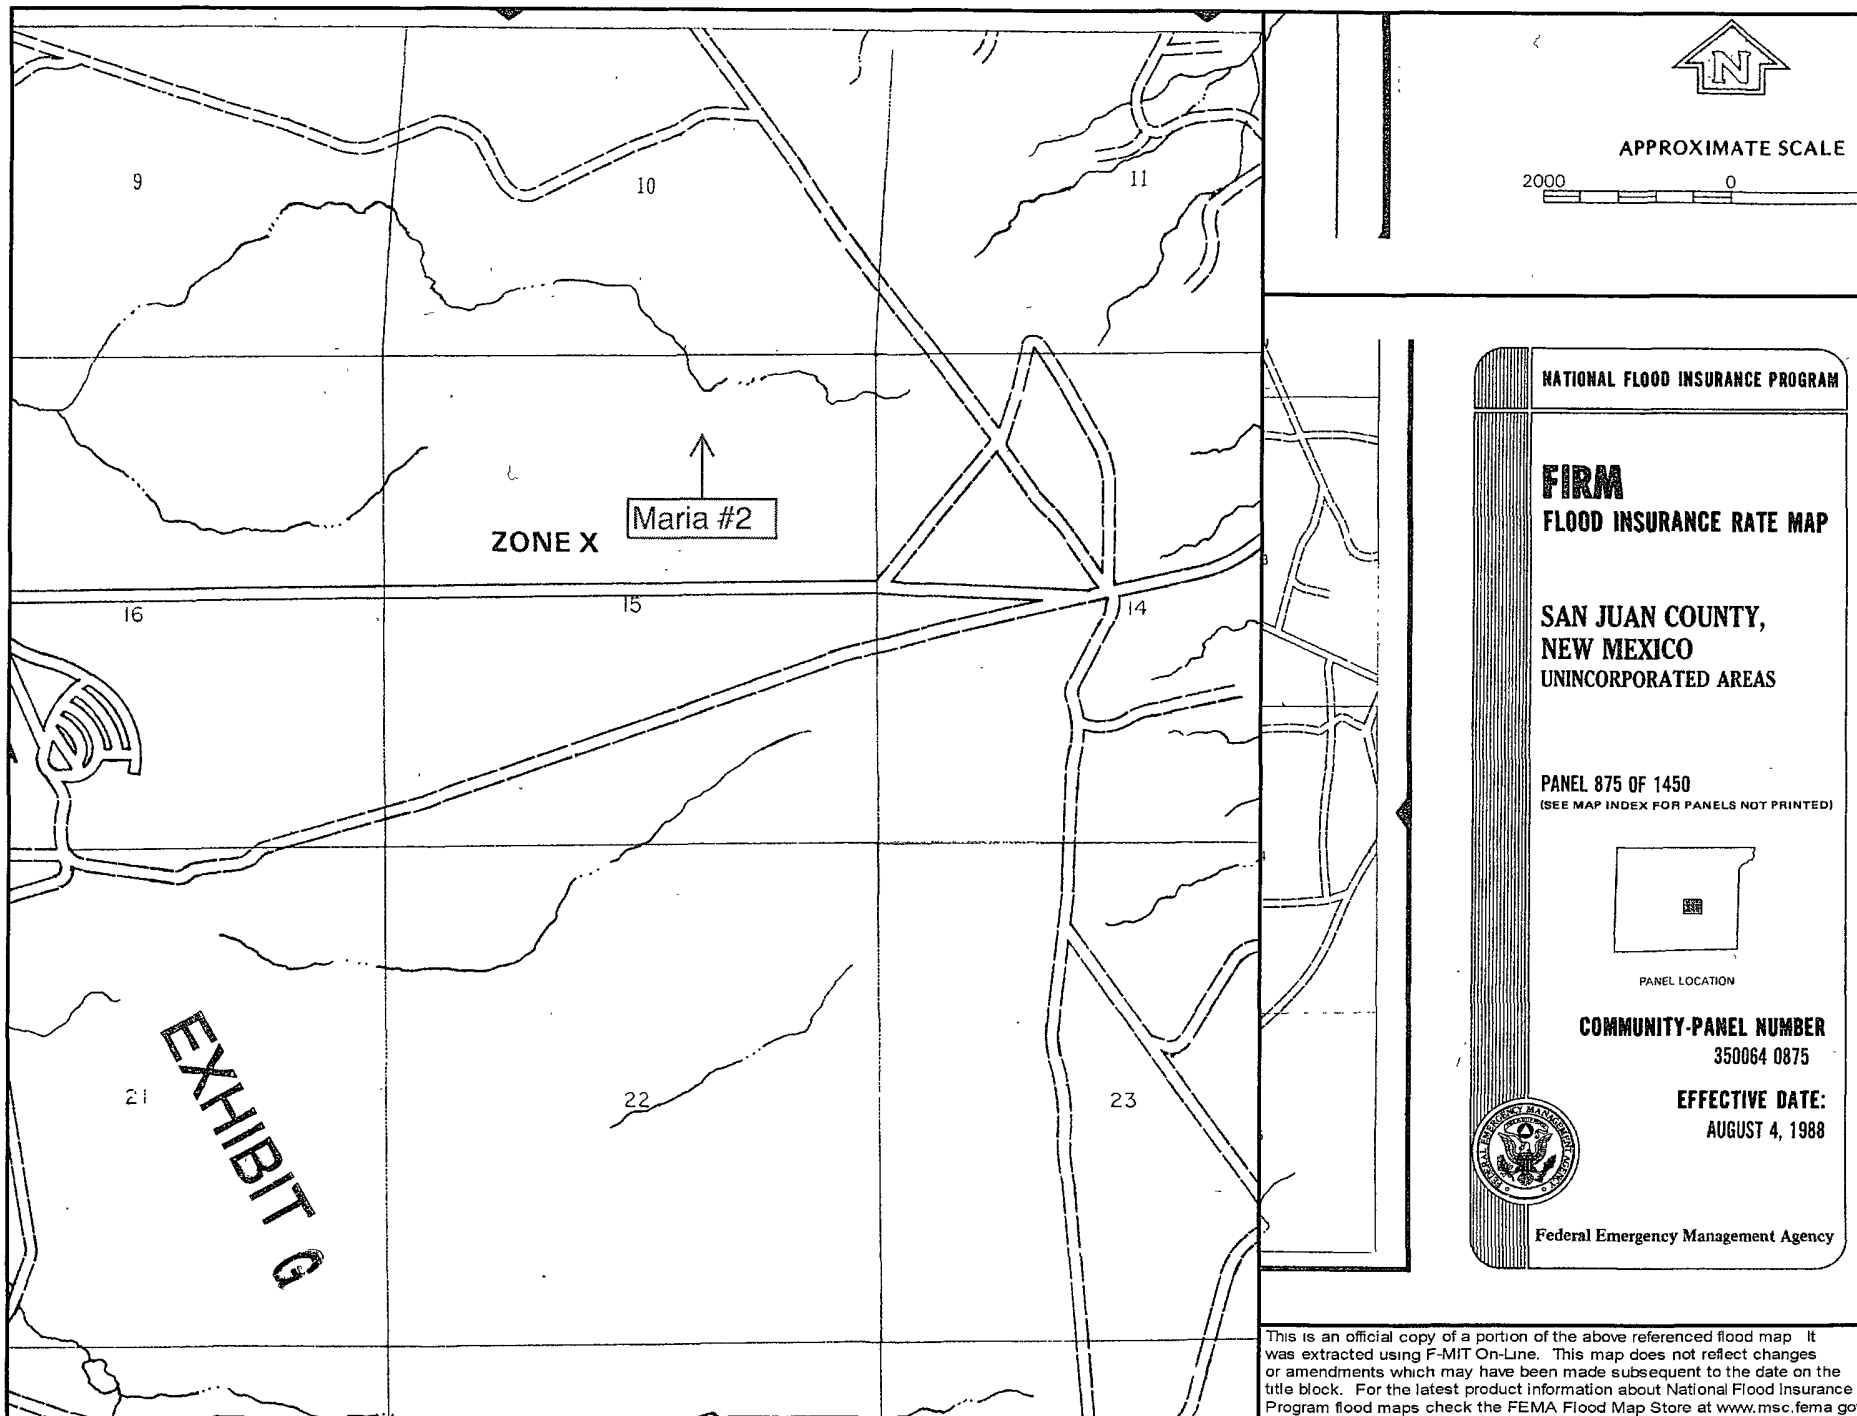 9
10
11
Maria #2
ZONE X
16
15
14
21
22
23
EXHIBIT G
N
APPROXIMATE SCALE
2000 0
NATIONAL FLOOD INSURANCE PROGRAM
FIRM
FLOOD INSURANCE RATE MAP
SAN JUAN COUNTY,
NEW MEXICO
UNINCORPORATED AREAS
PANEL 875 OF 1450
(SEE MAP INDEX FOR PANELS NOT PRINTED)
PANEL LOCATION
COMMUNITY-PANEL NUMBER
350064 0875
EFFECTIVE DATE:
AUGUST 4, 1988
FEDERAL EMERGENCY MANAGEMENT AGENCY
Federal Emergency Management Agency
This is an official copy of a portion of the above referenced flood map It
was extracted using F-MIT On-Line. This map does not reflect changes
or amendments which may have been made subsequent to the date on the
title block. For the latest product information about National Flood Insurance
Program flood maps check the FEMA Flood Map Store at www.msc.fema go